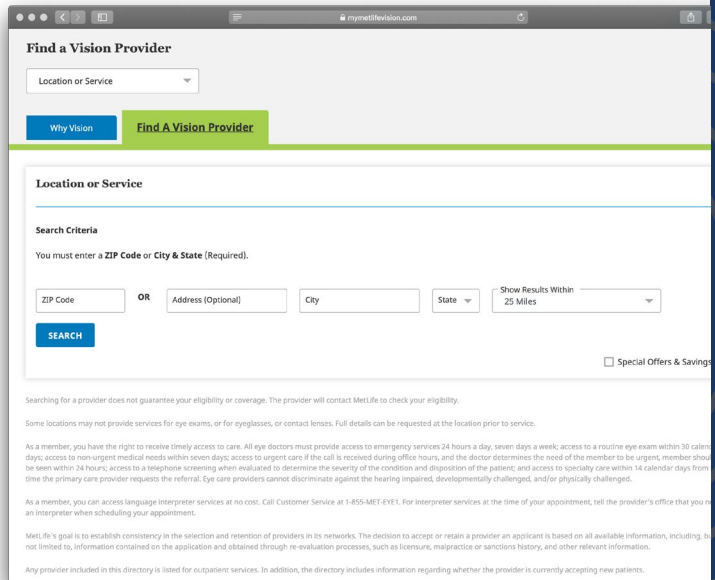 mymetlifevision.com
Find a Vision Provider
Location or Service
Why Vision
Find A Vision Provider
Location or Service
Search Criteria
You must enter a ZIP Code or City & State (Required).
Show Results Within
ZIP Code OR Address (Optional) City State 25 Miles
SEARCH
Special Offers & Savings
Searching for a provider does not guarantee your eligibility or coverage. The provider will contact MetLife to check your eligibility.
Some locations may not provide services for eye exams, or for eyeglasses, or contact lenses. Full details can be requested at the location prior to service.
As a member, you have the right to receive timely access to care. All eye doctors must provide access to emergency services 24 hours a day, seven days a week; access to a routine eye exam within 30
days; access to non-urgent medical needs within seven days; access to urgent care if the call is received during office hours, and the doctor determines the need of the member to be urgent, member
be seen within 24 hours; access to a telephone screening when evaluated to determine the severity of the condition and disposition of the patient; and access to specialty care within 14 calendar days from
time the primary care provider requests the referral. Eye care providers cannot discriminate against the hearing impaired, developmentally challenged, and/or physically challenged.
As a member, you can access language interpreter services at no cost. Call Customer Service at 1-855-MET-EYE1. For interpreter services at the time of your appointment, tell the provider's office that you
an interpreter when scheduling your appointment.
MetLife's goal is to establish consistency in the selection and retention of providers in its networks. The decision to accept or retain a provider an applicant is based on all available information, including,
not limited to, information contained on the application and obtained through re-evaluation processes, such as licensure, malpractice or sanctions history, and other relevant information.
Any provider included in this directory is listed for outpatient services. In addition, the directory includes information regarding whether the provider is currently accepting new patients.